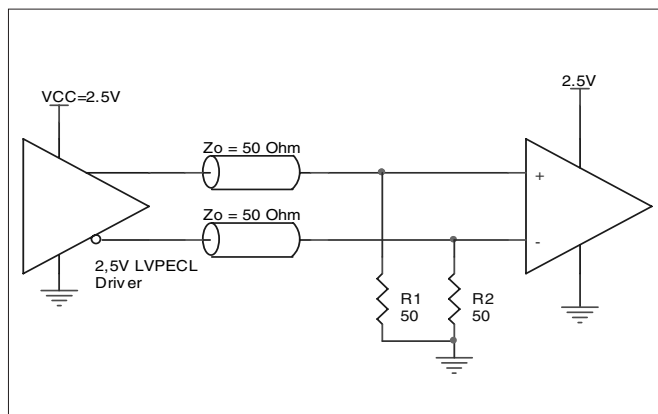 VCC=2.5V
2.5V
Zo = 50 Ohm
+
Zo = 50 Ohm
-
2,5V LVPECL
Driver
R1
50
R2
50